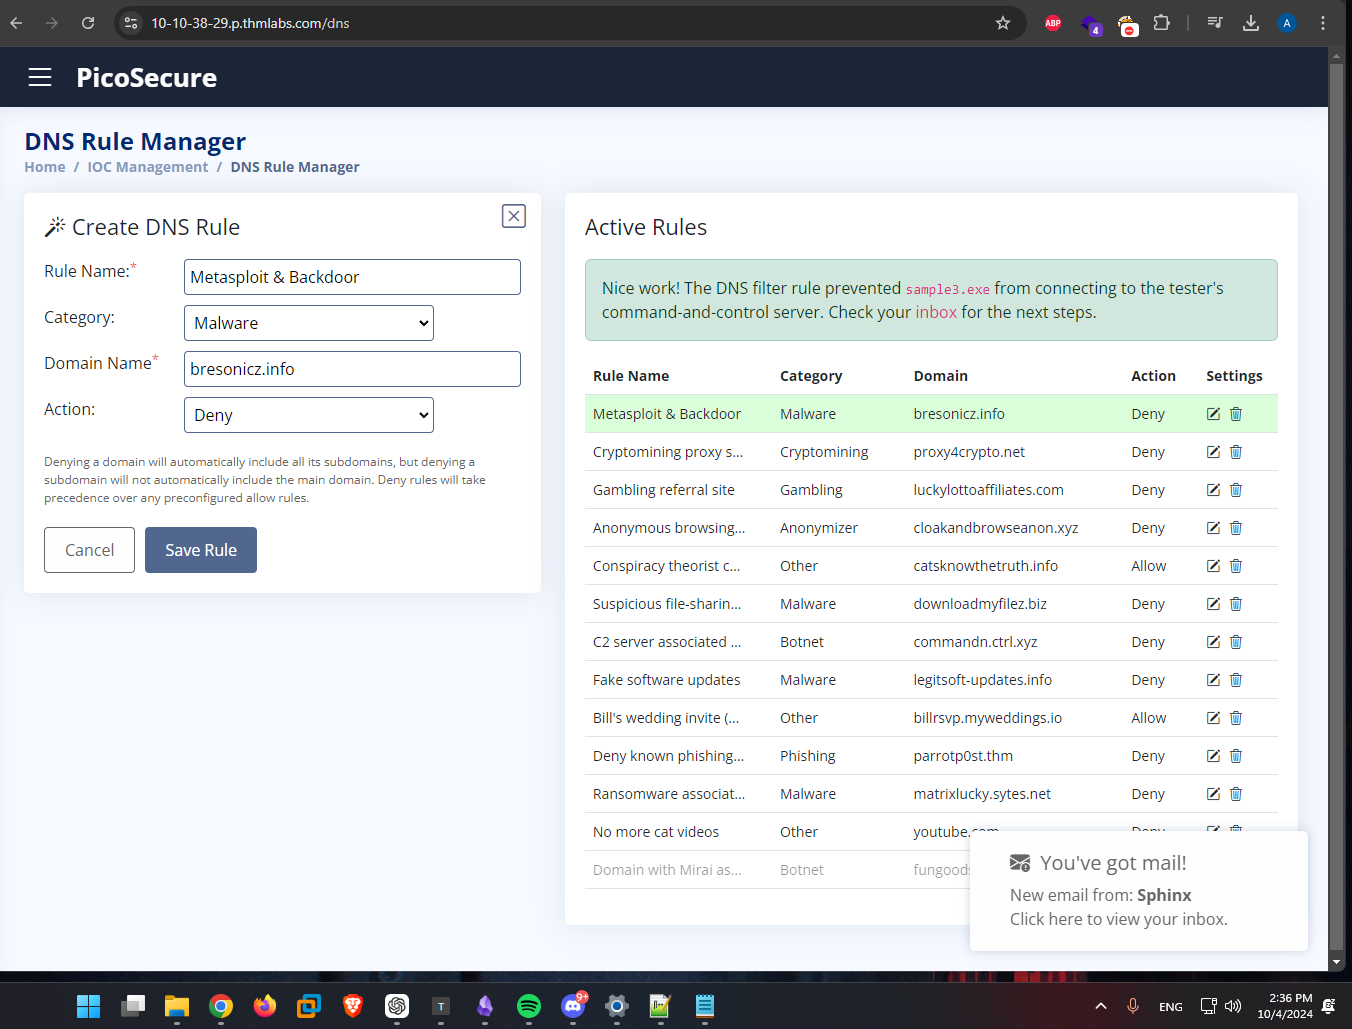 10-10-38-29.p.thmlabs.com/dns
ABP
4
A
PicoSecure
DNS Rule Manager
Home / IOC Management / DNS Rule Manager
Create DNS Rule
Rule Name:*
Metasploit & Backdoor
Category:
Malware
Domain Name*
bresonicz.info
Action:
Deny
Denying a domain will automatically include all its subdomains, but denying a
subdomain will not automatically include the main domain. Deny rules will take
precedence over any preconfigured allow rules.
Cancel
Save Rule
Active Rules
Nice work! The DNS filter rule prevented sample3.exe from connecting to the tester's
command-and-control server. Check your inbox for the next steps.
Rule Name Category Domain Action Settings
Metasploit & Backdoor Malware bresonicz.info Deny
Cryptomining proxy s... Cryptomining proxy4crypto.net Deny
Gambling referral site Gambling luckylottoaffiliates.com Deny
Anonymous browsing... Anonymizer cloakandbrowseanon.xyz Deny
Conspiracy theorist c... Other catsknowthetruth.info Allow
Suspicious file-sharin... Malware downloadmyfilez.biz Deny
C2 server associated ... Botnet commandn.ctrl.xyz Deny
Fake software updates Malware legitsoft-updates.info Deny
Bill's wedding invite (... Other billrsvp.myweddings.io Allow
Deny known phishing... Phishing parrotp0st.thm Deny
Ransomware associat... Malware matrixlucky.sytes.net Deny
No more cat videos Other youtube.com Deny
Domain with Mirai as... Botnet fungoods
You've got mail!
New email from: Sphinx
Click here to view your inbox.
T
9+
ENG
2:36 PM
10/4/2024